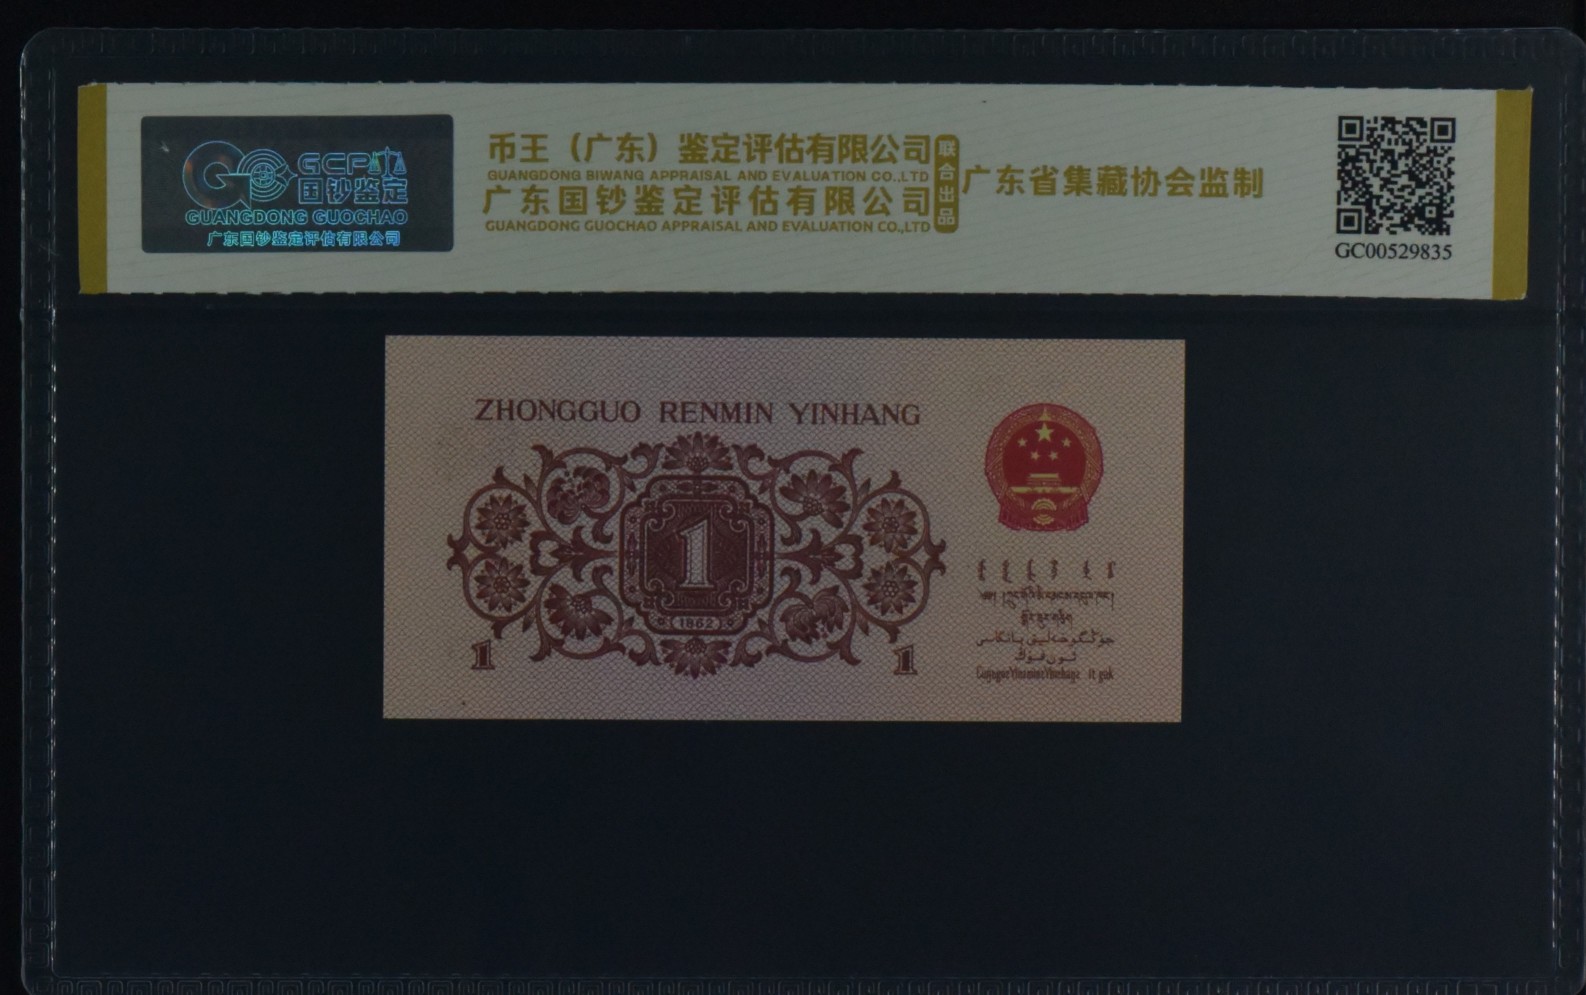 GCP
国钞鉴定
GUANGDONG GUOCHAO
广东国钞鉴定评估有限公司
币王（广东）鉴定评估有限公司
GUANGDONG BIWANG APPRAISAL AND EVALUATION CO.,LTD
广东国钞鉴定评估有限公司
GUANGDONG GUOCHAO APPRAISAL AND EVALUATION CO.,LTD
联合出品
广东省集藏协会监制
GC00529835
ZHONGGUO RENMIN YINHANG
1
1962
1
1